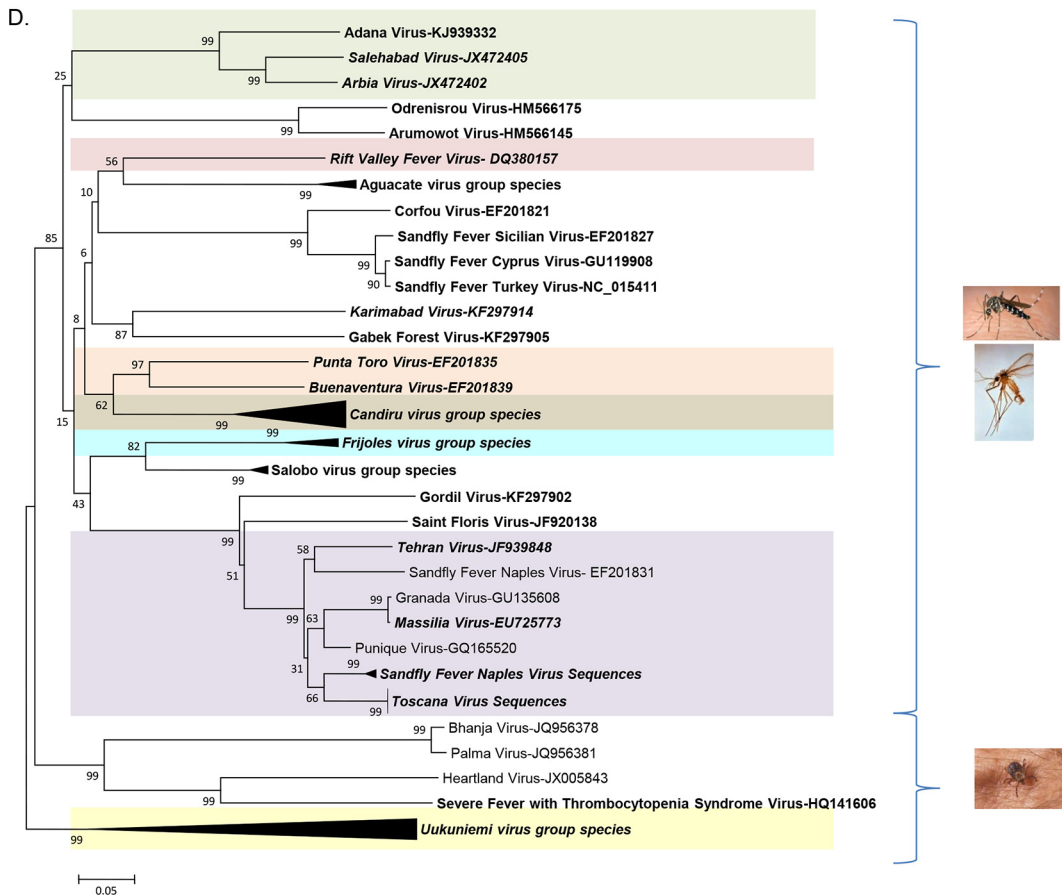 D.
99
Adana Virus-KJ939332
Salehabad Virus-JX472405
25
99
Arbia Virus-JX472402
Odrenisrou Virus-HM566175
99
Arumowot Virus-HM566145
56
Rift Valley Fever Virus- DQ380157
10
99
Aguacate virus group species
Corfou Virus-EF201821
85
99
Sandfly Fever Sicilian Virus-EF201827
6
99
Sandfly Fever Cyprus Virus-GU119908
90
Sandfly Fever Turkey Virus-NC_015411
Karimabad Virus-KF297914
8
87
Gabek Forest Virus-KF297905
97
Punta Toro Virus-EF201835
Buenaventura Virus-EF201839
62
15
99
Candiru virus group species
99
82
Frijoles virus group species
99
Salobo virus group species
43
Gordil Virus-KF297902
99
Saint Floris Virus-JF920138
58
Tehran Virus-JF939848
51
Sandfly Fever Naples Virus- EF201831
99
Granada Virus-GU135608
99
63
Massilia Virus-EU725773
Punique Virus-GQ165520
31
99
Sandfly Fever Naples Virus Sequences
66
99
Toscana Virus Sequences
99
Bhanja Virus-JQ956378
Palma Virus-JQ956381
99
Heartland Virus-JX005843
99
Severe Fever with Thrombocytopenia Syndrome Virus-HQ141606
99
Uukuniemi virus group species
0.05